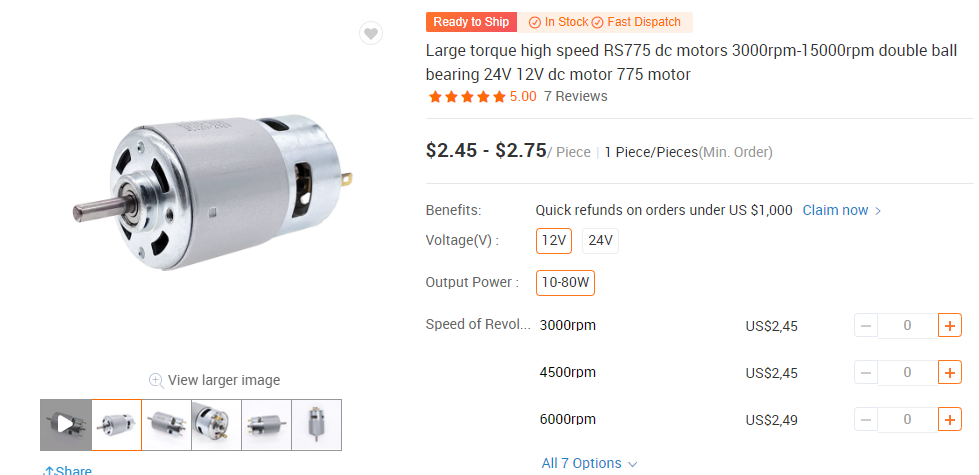 Ready to Ship In Stock Fast Dispatch
Large torque high speed RS775 dc motors 3000rpm-15000rpm double ball
bearing 24V 12V dc motor 775 motor
5.00 7 Reviews
$2.45 - $2.75/ Piece | 1 Piece/Pieces(Min. Order)
Benefits: Quick refunds on orders under US $1,000 Claim now >
Voltage(V) : 12V 24V
Output Power : 10-80W
Speed of Revol... 3000rpm US$2,45 0
4500rpm US$2,45 0
6000rpm US$2,49 0
All 7 Options
View larger image
Share